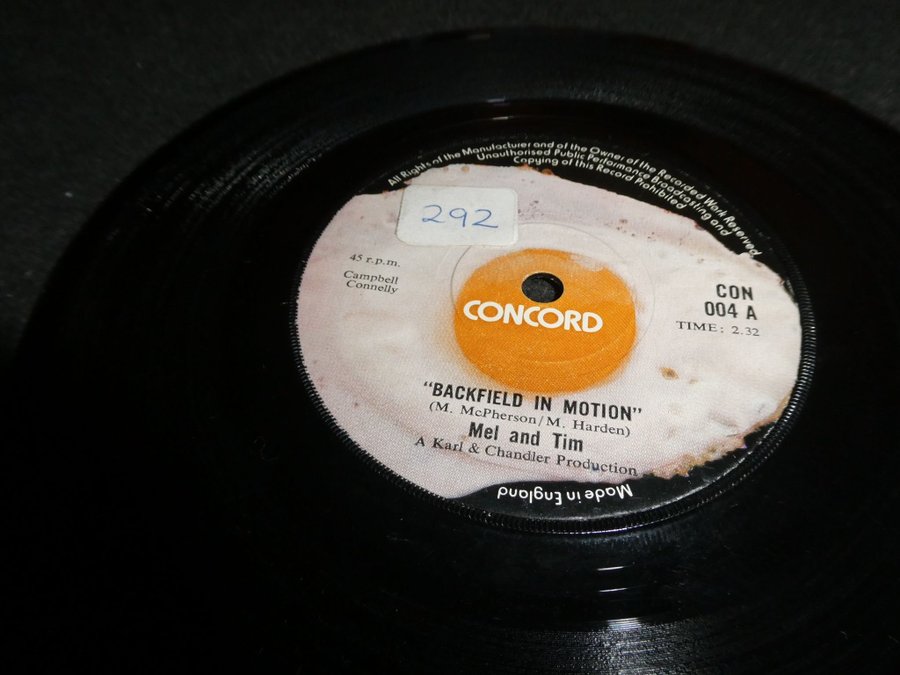 All Rights of the Manufacturer and of the Owner of the Recorded Work Reserved
Unauthorised Public Performance Broadcasting and
Copying of this Record Prohibited
292
45 r.p.m.
Campbell
Connelly
CONCORD
CON
004 A
TIME: 2.32
"BACKFIELD IN MOTION"
(M. McPherson/M. Harden)
Mel and Tim
A Karl & Chandler Production
Made in England